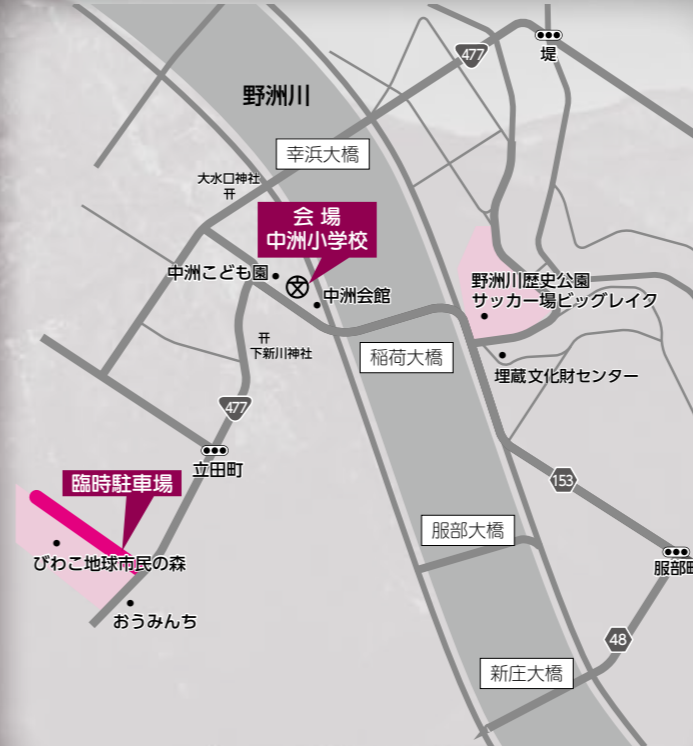 477
堤
野洲川
幸浜大橋
大水口神社
会場
中洲小学校
中洲こども園
文
中洲会館
野洲川歴史公園
サッカー場ビッグレイク
下新川神社
稲荷大橋
埋蔵文化財センター
477
立田町
臨時駐車場
153
服部大橋
びわこ地球市民の森
服部町
おうみんち
48
新庄大橋